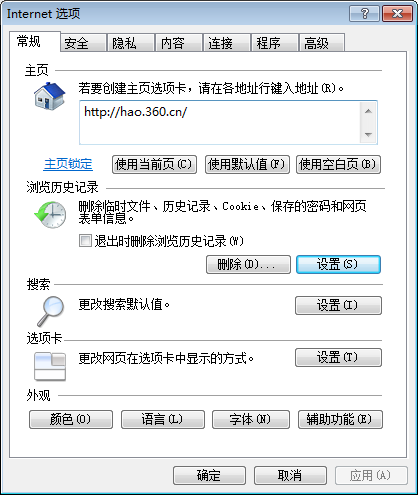 Internet 选项
常规 安全 隐私 内容 连接 程序 高级
主页
若要创建主页选项卡，请在各地址行键入地址(R)。
http://hao.360.cn/
主页锁定 使用当前页(C) 使用默认值(F) 使用空白页(B)
浏览历史记录
删除临时文件、历史记录、Cookie、保存的密码和网页
表单信息。
退出时删除浏览历史记录(W)
删除(D)... 设置(S)
搜索
更改搜索默认值。 设置(I)
选项卡
更改网页在选项卡中显示的方式。 设置(T)
外观
颜色(O) 语言(L) 字体(N) 辅助功能(E)
确定 取消 应用(A)